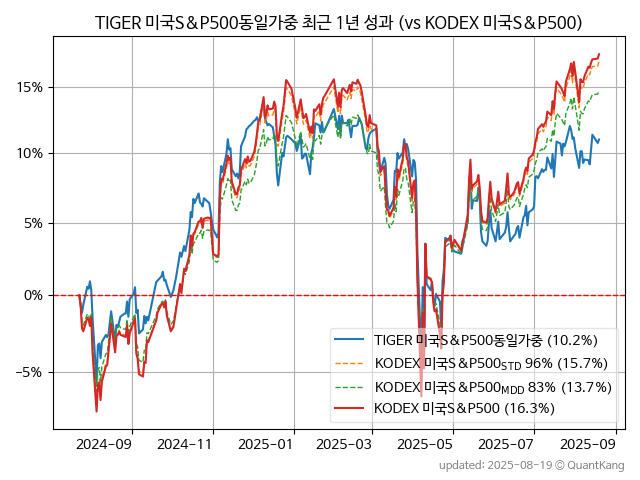 TIGER 미국S&P500동일가중 최근 1년 성과 (vs KODEX 미국S&P500)
15%
10%
5%
0%
−5%
TIGER 미국S&P500동일가중 (10.2%)
KODEX 미국S&P500STD 96% (15.7%)
KODEX 미국S&P500MDD 83% (13.7%)
KODEX 미국S&P500 (16.3%)
2024-09 2024-11 2025-01 2025-03 2025-05 2025-07 2025-09
updated: 2025-08-19 © QuantKang